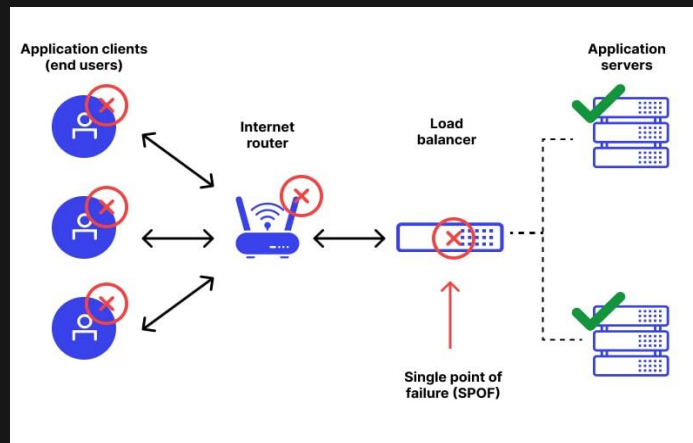 Application clients
(end users)
Internet
router
Load
balancer
Application
servers
Single point of
failure (SPOF)